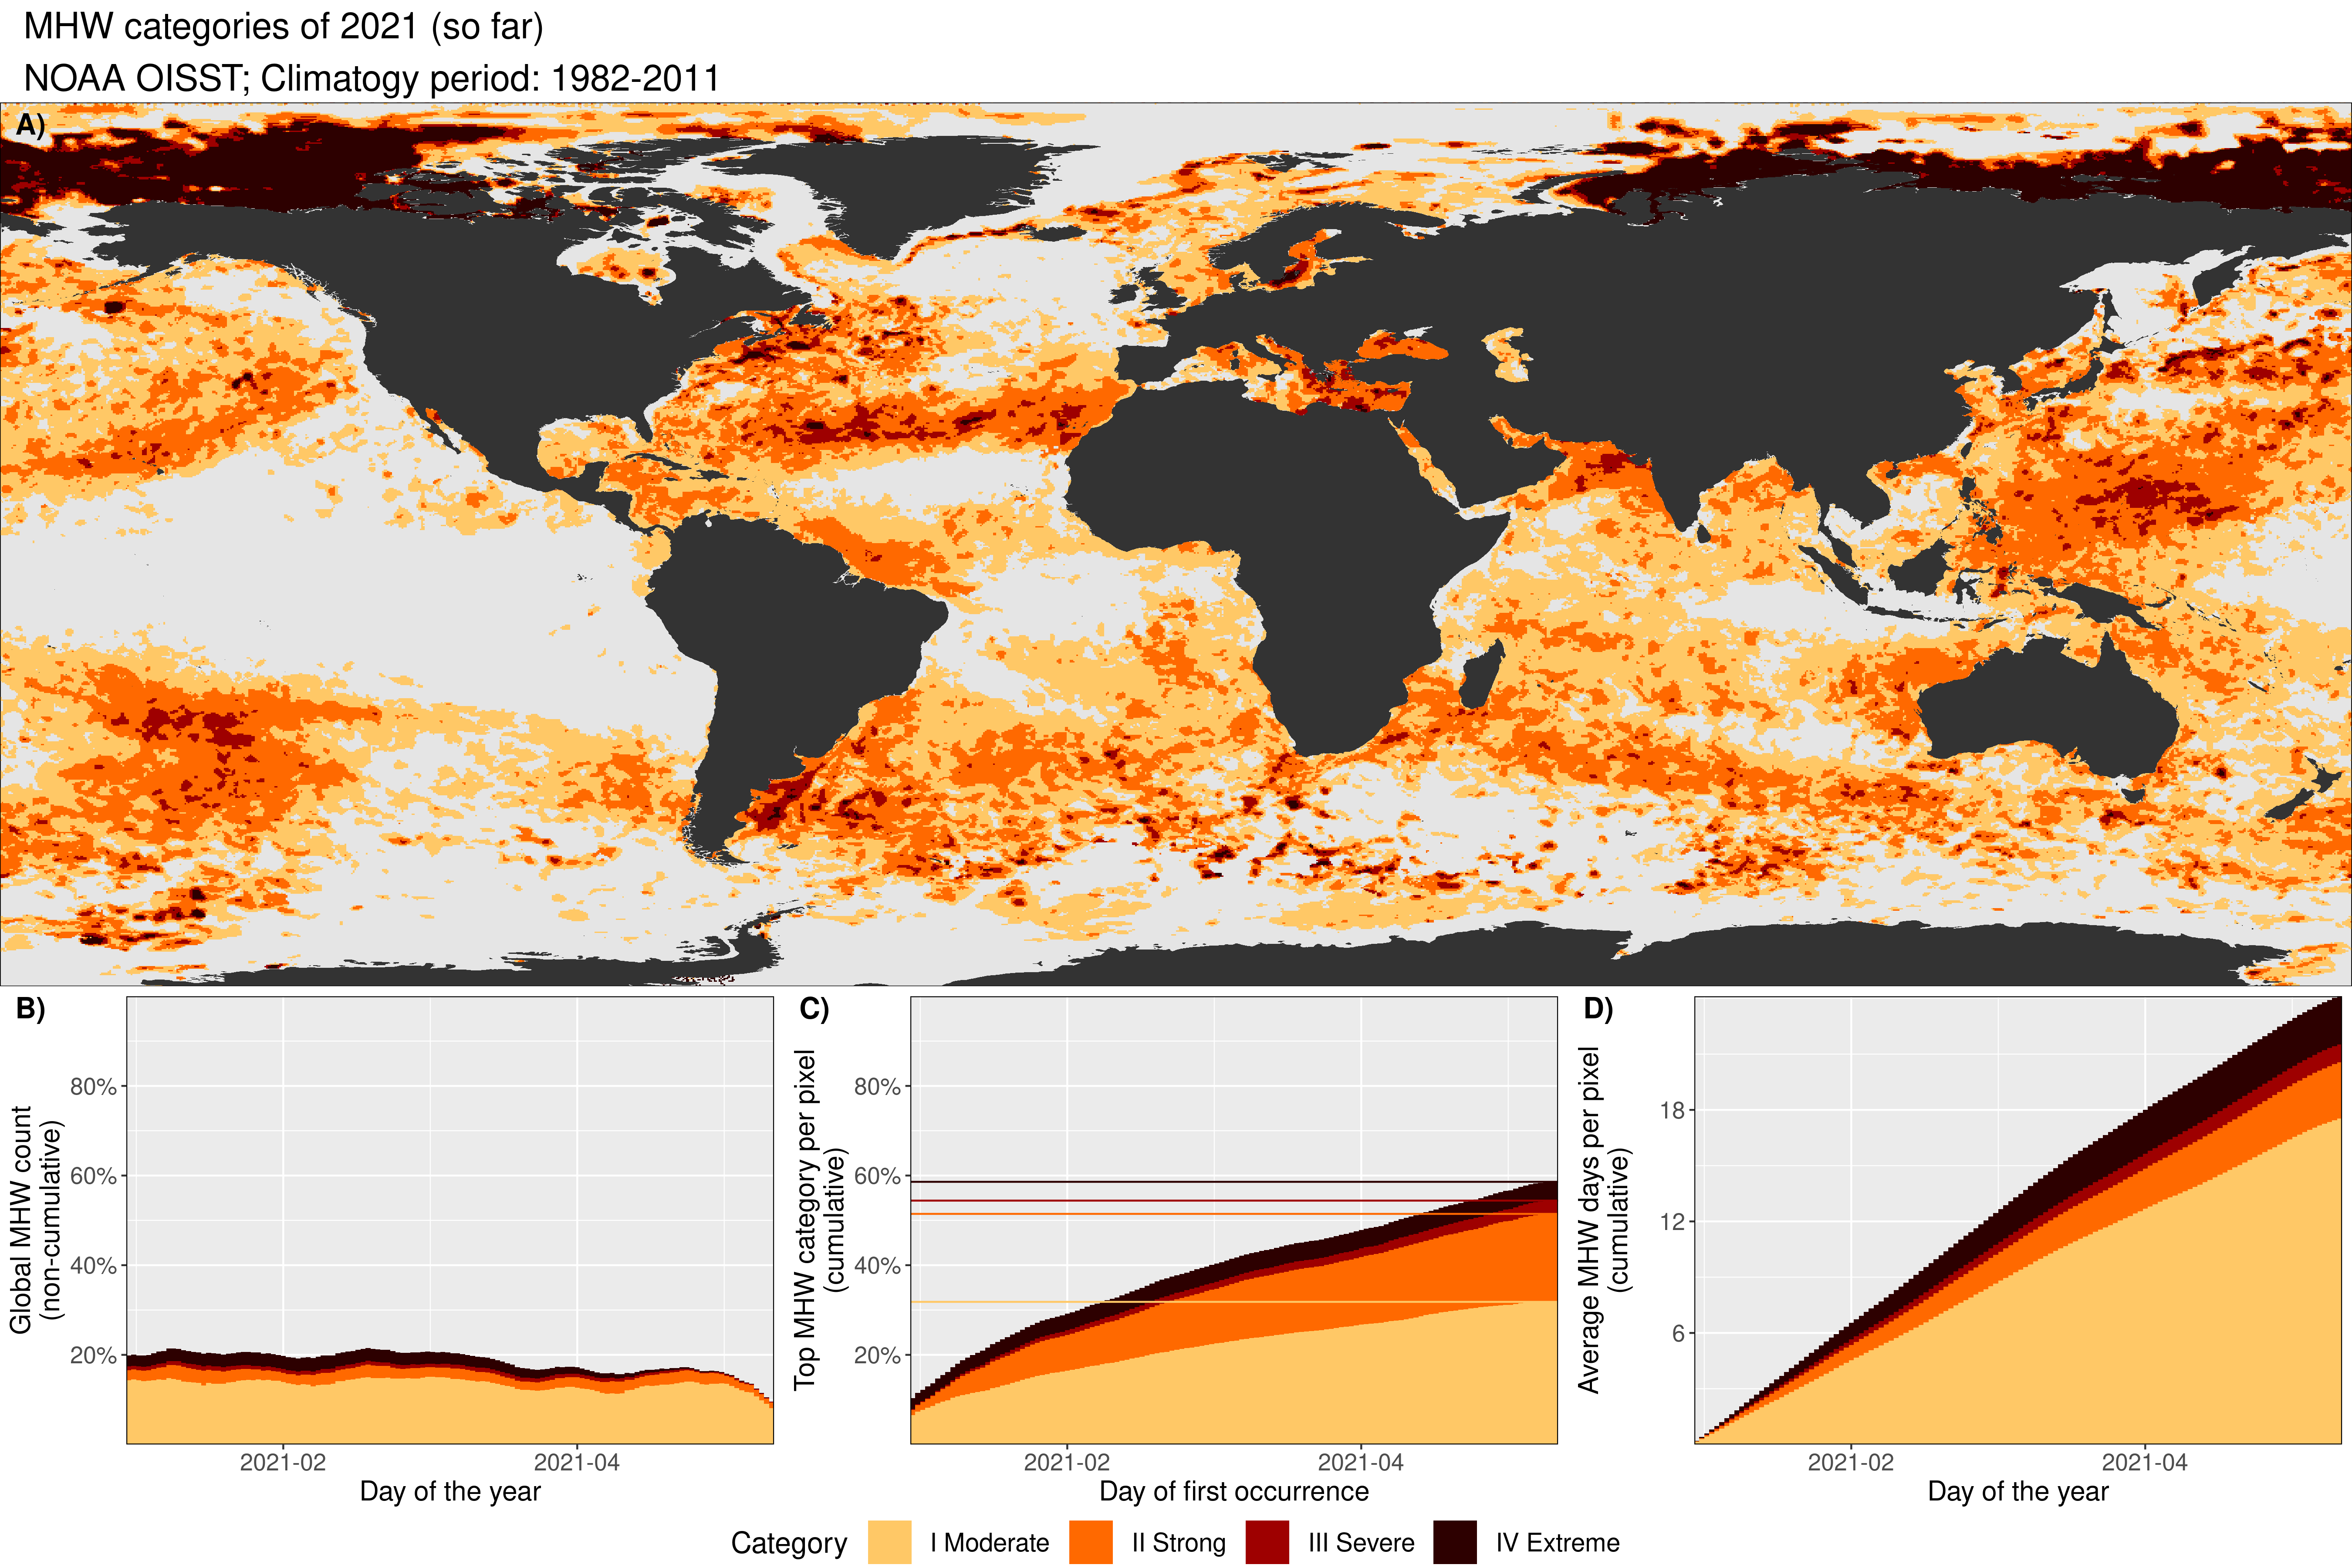 MHW categories of 2021 (so far)
NOAA OISST; Climatogy period: 1982-2011
A)
B)
Global MHW count
(non-cumulative)
80%
60%
40%
20%
2021-02
2021-04
Day of the year
C)
Top MHW category per pixel
(cumulative)
80%
60%
40%
20%
2021-02
2021-04
Day of first occurrence
D)
Average MHW days per pixel
(cumulative)
18
12
6
2021-02
2021-04
Day of the year
Category
I Moderate
II Strong
III Severe
IV Extreme